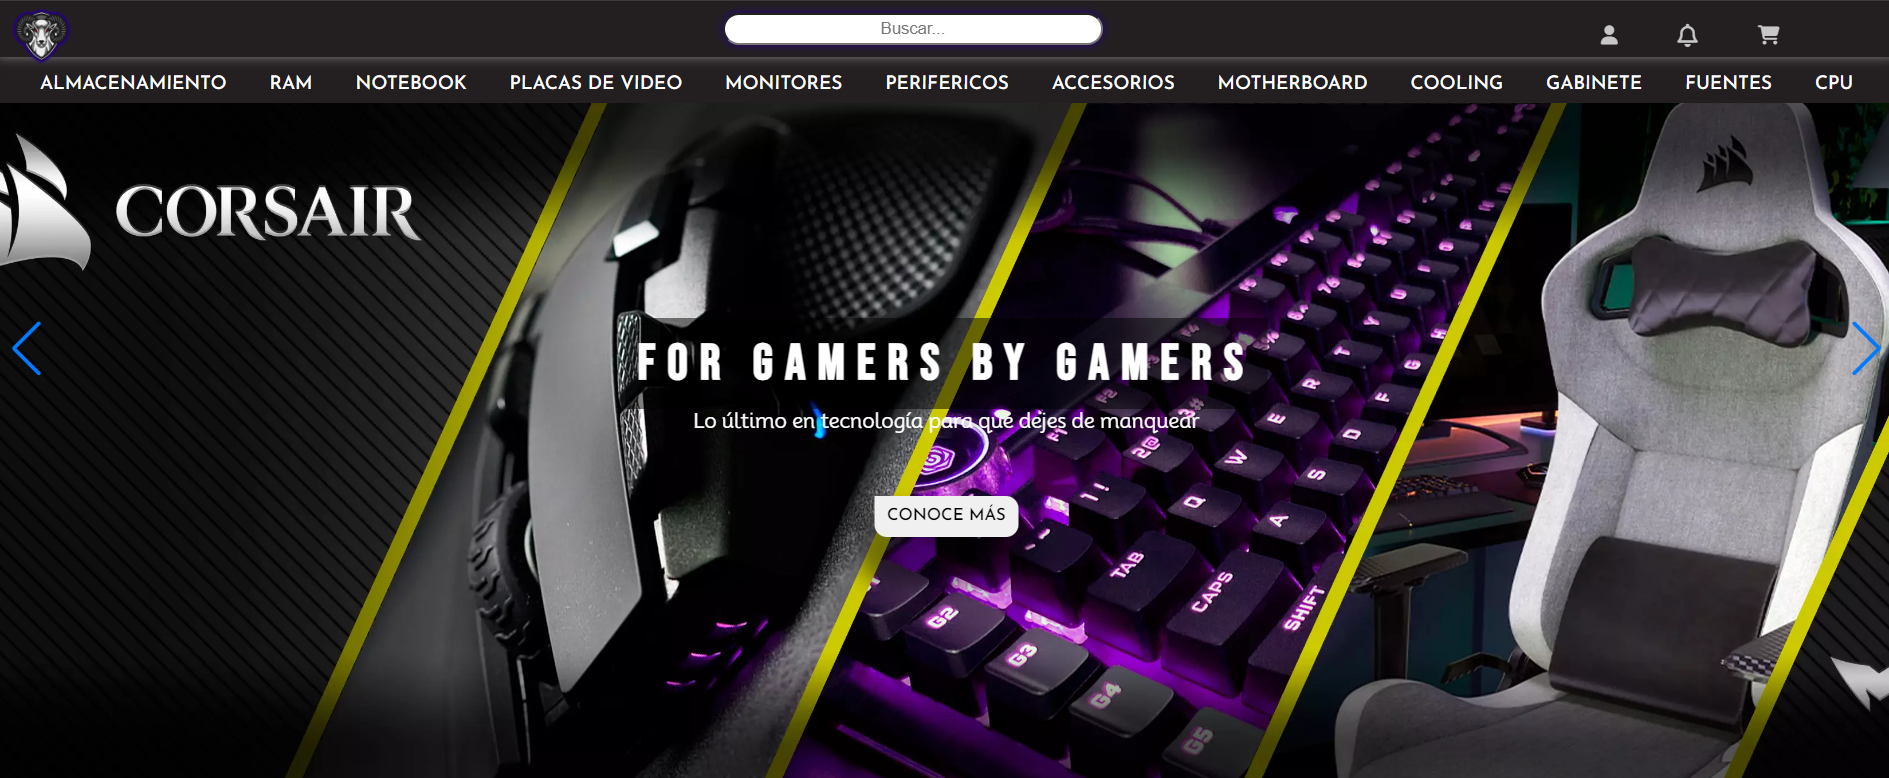 Buscar...
ALMACENAMIENTO RAM NOTEBOOK PLACAS DE VIDEO MONITORES PERIFERICOS ACCESORIOS MOTHERBOARD COOLING GABINETE FUENTES CPU
CORSAIR
FOR GAMERS BY GAMERS
Lo último en tecnología para que dejes de manquear
CONOCE MÁS
F1
F2
1 !
2@
3#
Q
W
E
R
T
Y
U
TAB
A
S
D
F
G
CAPS
SHIFT
G2
G3
G4
G5